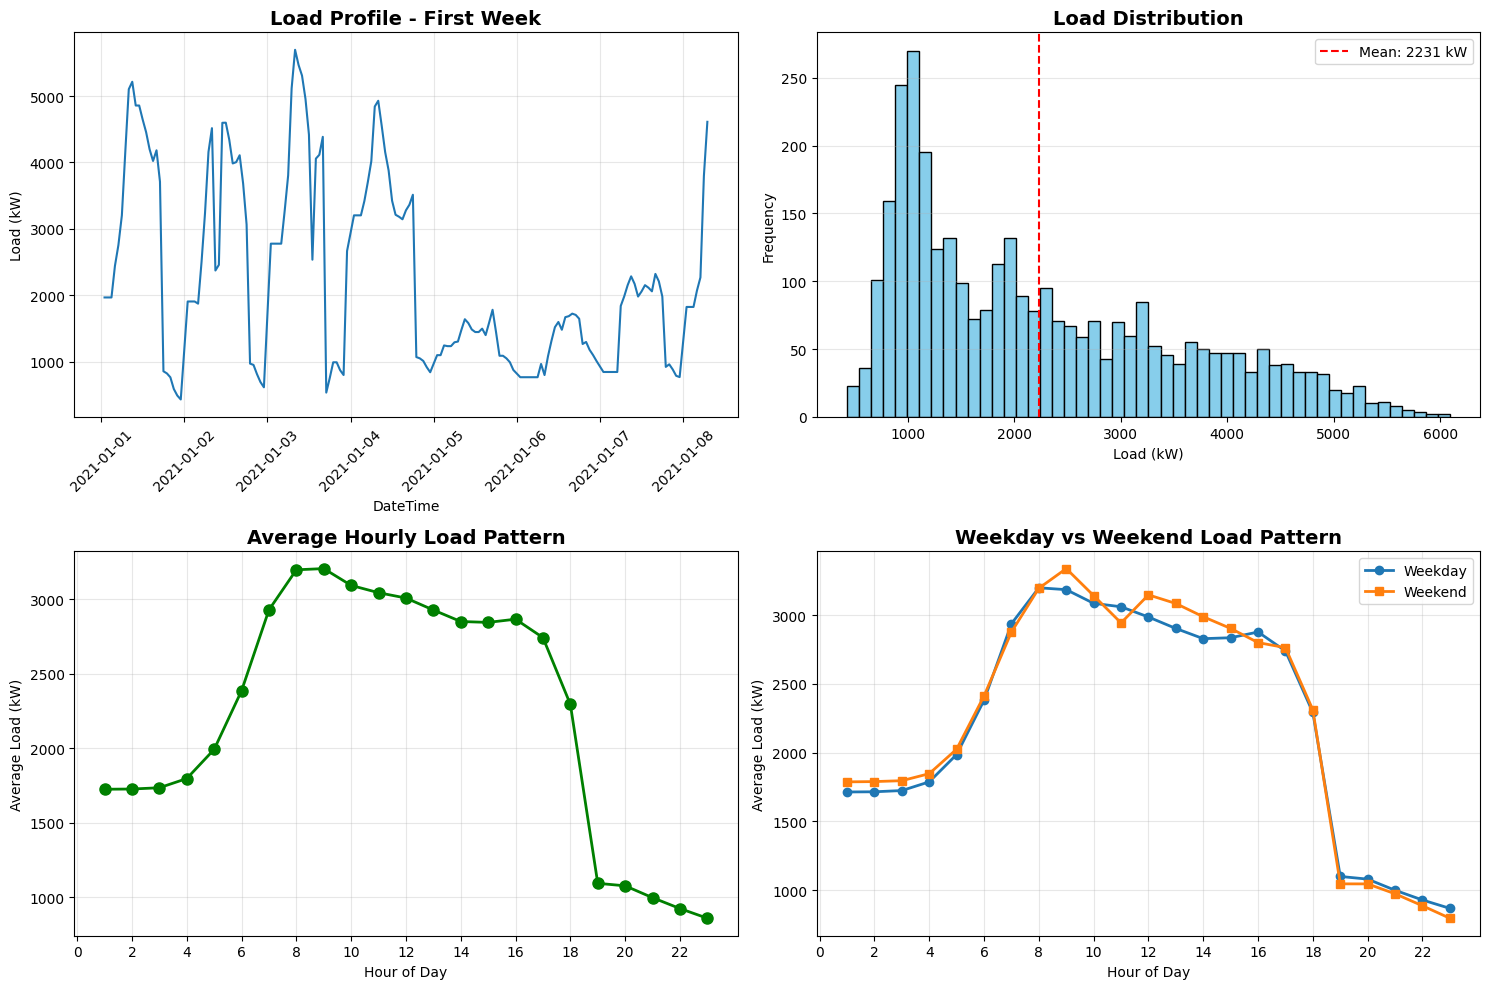 Load Profile - First Week
Load (kW)
5000
4000
3000
2000
1000
2021-01-01
2021-01-02
2021-01-03
2021-01-04
2021-01-05
2021-01-06
2021-01-07
2021-01-08
DateTime
Load Distribution
Mean: 2231 kW
Frequency
250
200
150
100
50
0
1000 2000 3000 4000 5000 6000
Load (kW)
Average Hourly Load Pattern
Average Load (kW)
3000
2500
2000
1500
1000
0 2 4 6 8 10 12 14 16 18 20 22
Hour of Day
Weekday vs Weekend Load Pattern
Weekday
Weekend
Average Load (kW)
3000
2500
2000
1500
1000
0 2 4 6 8 10 12 14 16 18 20 22
Hour of Day